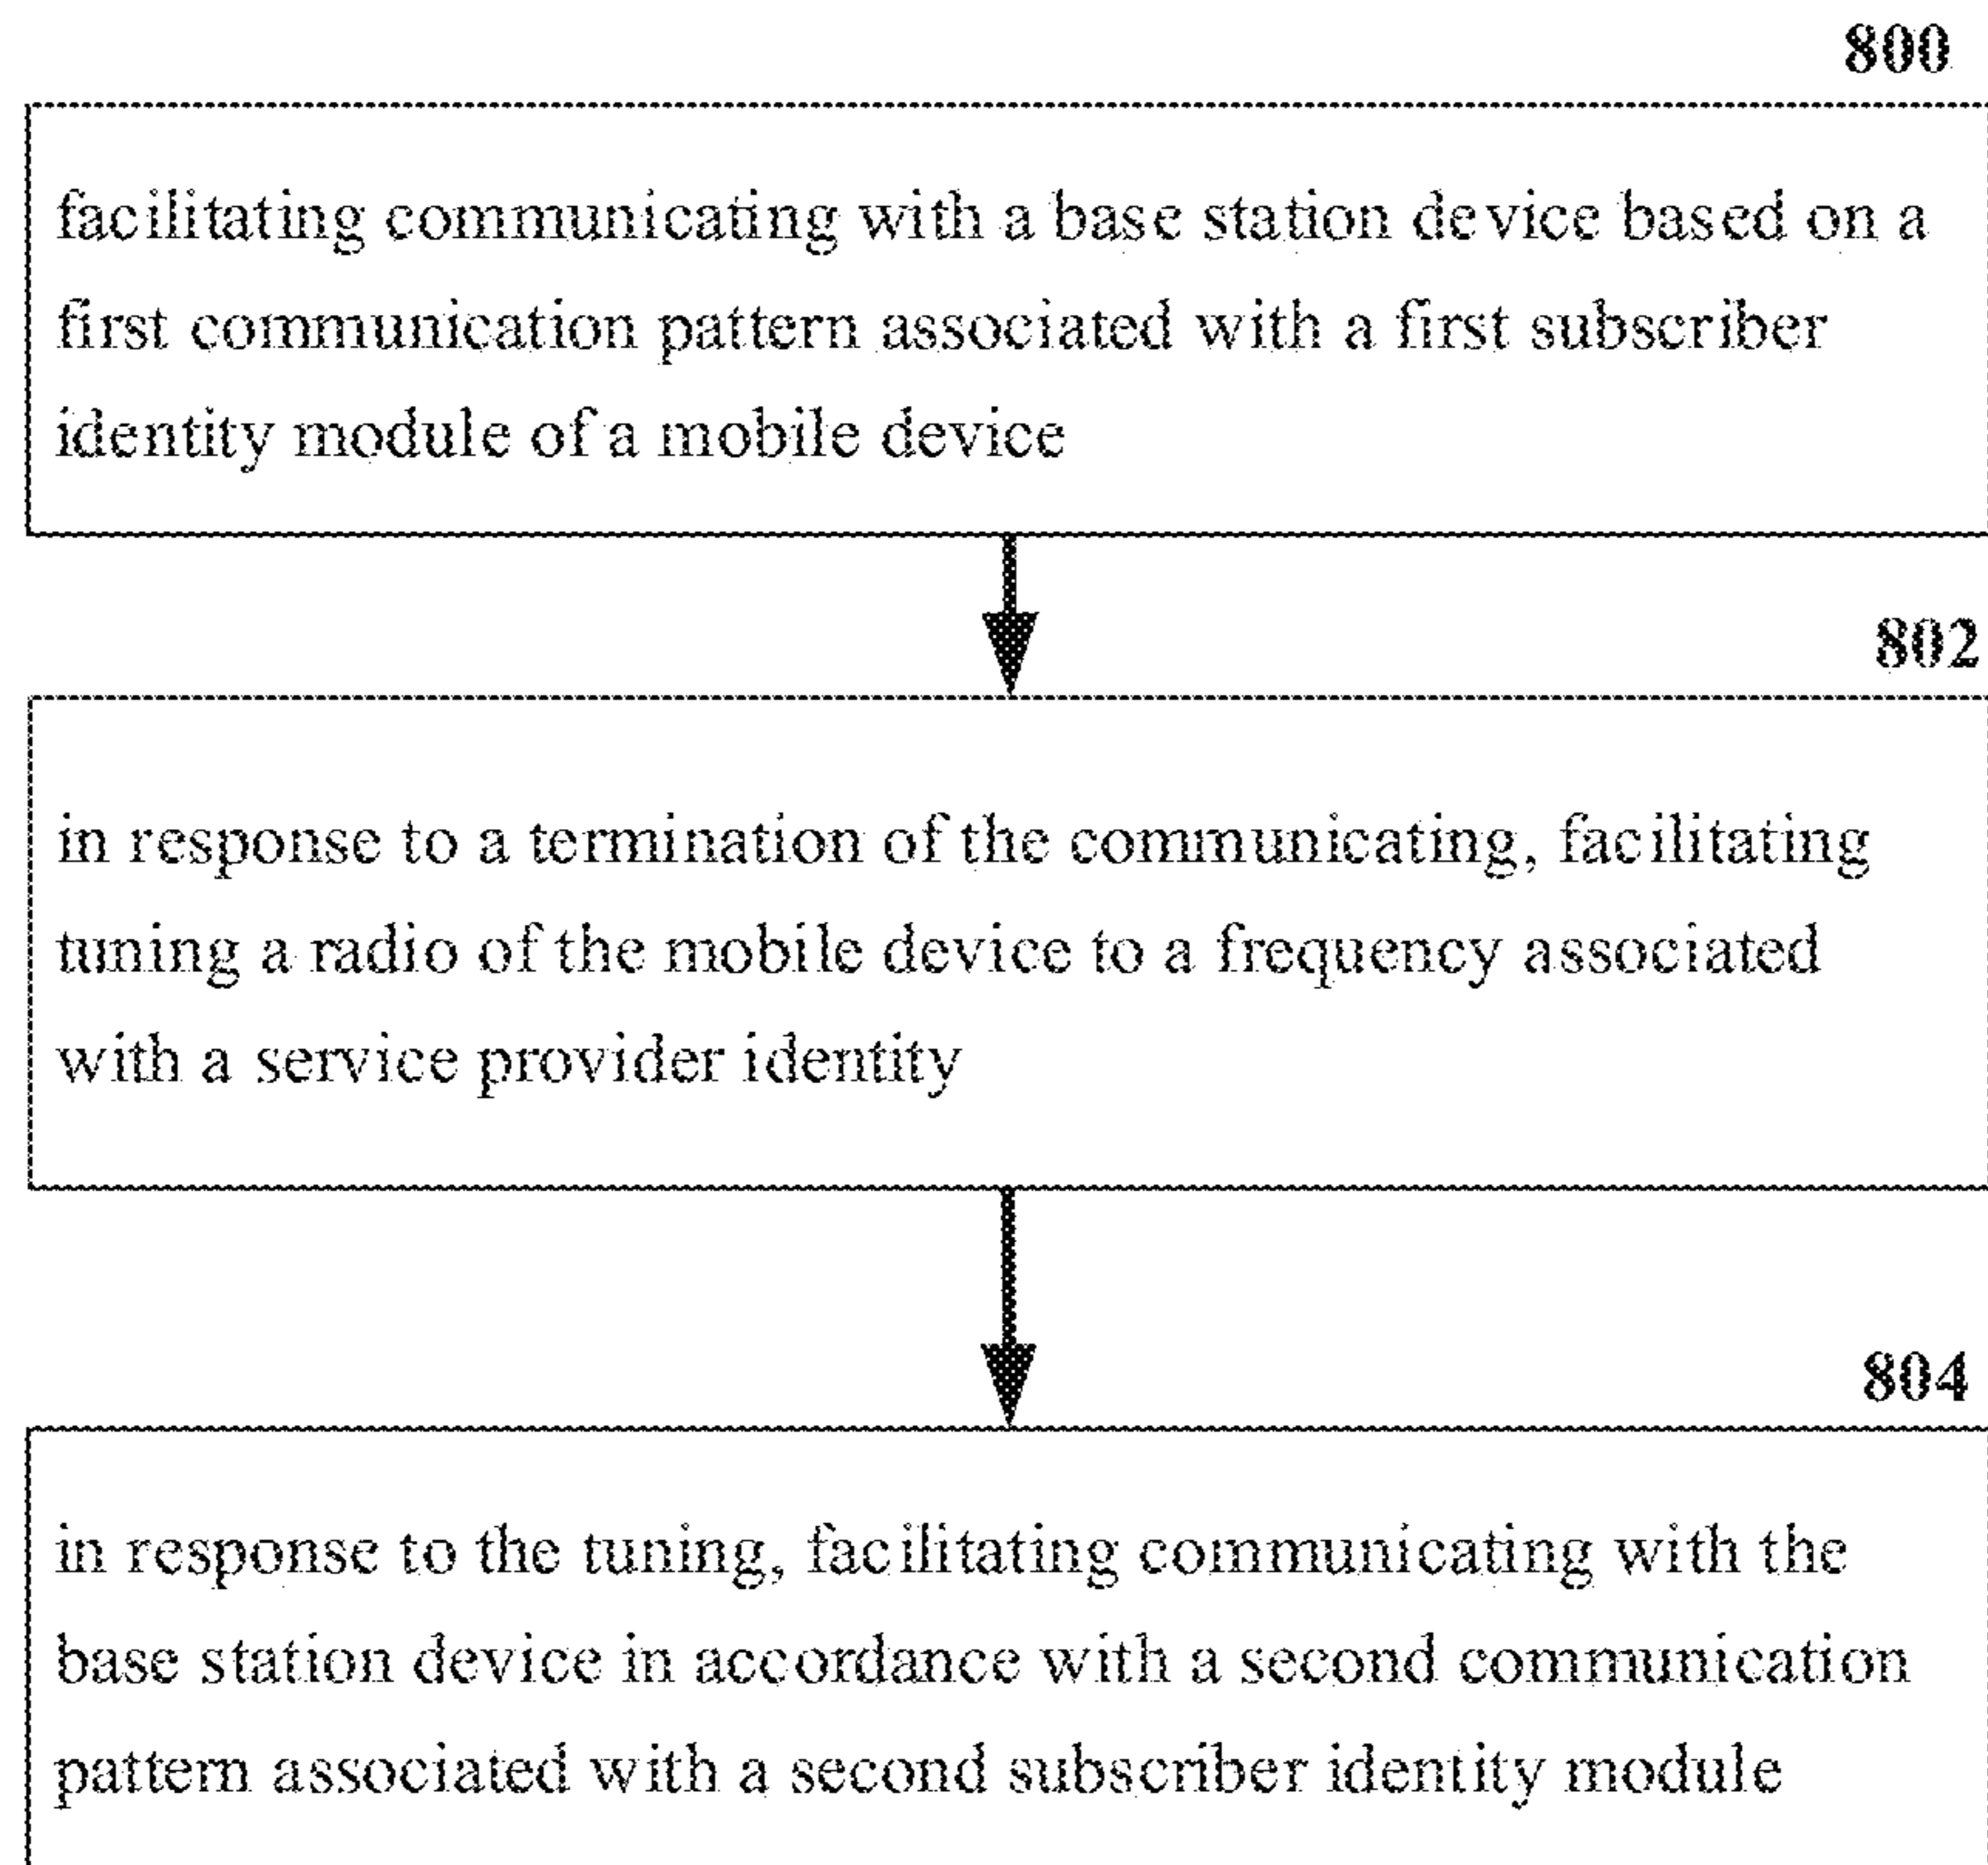 800
facilitating communicating with a base station device based on a
first communication pattern associated with a first subscriber
identity module of a mobile device
802
in response to a termination of the communicating, facilitating
tuning a radio of the mobile device to a frequency associated
with a service provider identity
804
in response to the tuning, facilitating communicating with the
base station device in accordance with a second communication
pattern associated with a second subscriber identity module